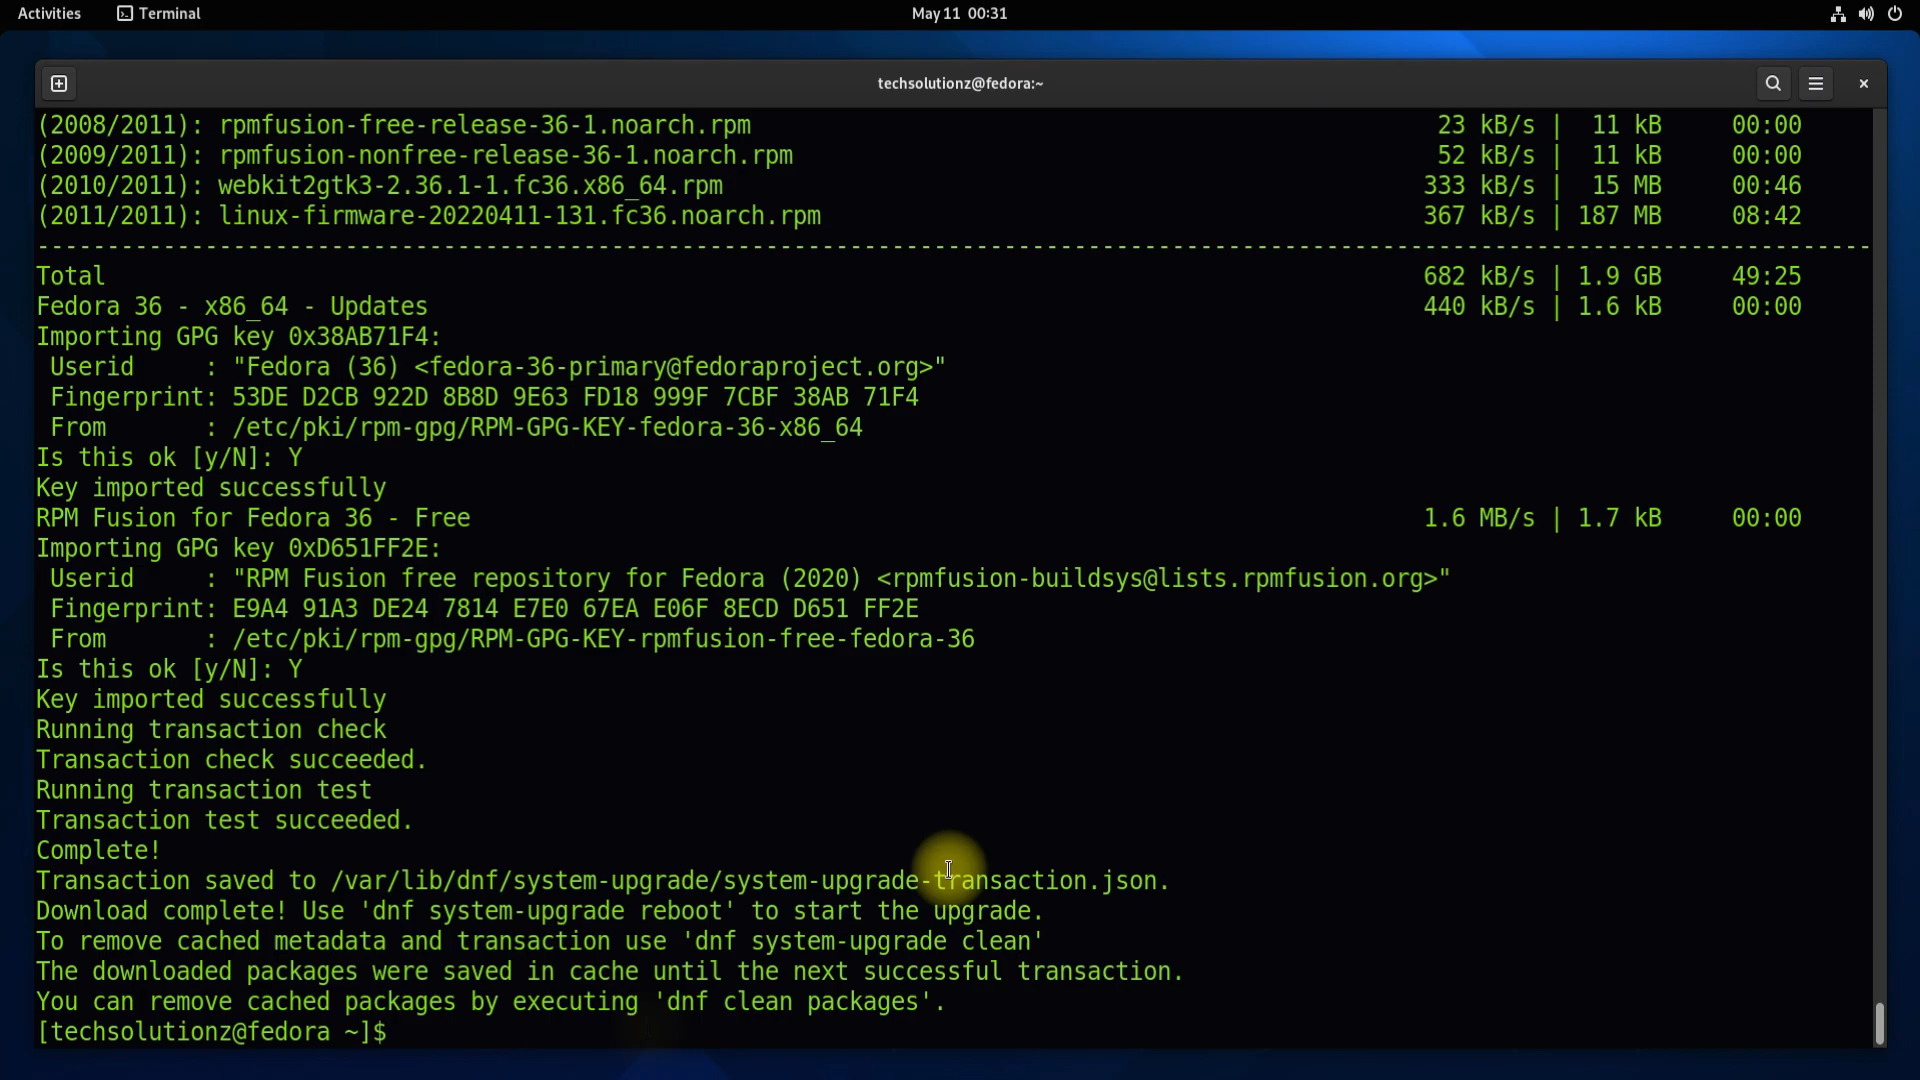 Activities Terminal May 11 00:31
techsolutionz@fedora:~
(2008/2011): rpmfusion-free-release-36-1.noarch.rpm 23 kB/s | 11 kB 00:00
(2009/2011): rpmfusion-nonfree-release-36-1.noarch.rpm 52 kB/s | 11 kB 00:00
(2010/2011): webkit2gtk3-2.36.1-1.fc36.x86_64.rpm 333 kB/s | 15 MB 00:46
(2011/2011): linux-firmware-20220411-131.fc36.noarch.rpm 367 kB/s | 187 MB 08:42
--------------------------------------------------------------------------------------------------------------------------------
Total 682 kB/s | 1.9 GB 49:25
Fedora 36 - x86_64 - Updates 440 kB/s | 1.6 kB 00:00
Importing GPG key 0x38AB71F4:
Userid : "Fedora (36) <fedora-36-primary@fedoraproject.org>"
Fingerprint: 53DE D2CB 922D 8B8D 9E63 FD18 999F 7CBF 38AB 71F4
From : /etc/pki/rpm-gpg/RPM-GPG-KEY-fedora-36-x86_64
Is this ok [y/N]: Y
Key imported successfully
RPM Fusion for Fedora 36 - Free 1.6 MB/s | 1.7 kB 00:00
Importing GPG key 0xD651FF2E:
Userid : "RPM Fusion free repository for Fedora (2020) <rpmfusion-buildsys@lists.rpmfusion.org>"
Fingerprint: E9A4 91A3 DE24 7814 E7E0 67EA E06F 8ECD D651 FF2E
From : /etc/pki/rpm-gpg/RPM-GPG-KEY-rpmfusion-free-fedora-36
Is this ok [y/N]: Y
Key imported successfully
Running transaction check
Transaction check succeeded.
Running transaction test
Transaction test succeeded.
Complete!
Transaction saved to /var/lib/dnf/system-upgrade/system-upgrade-transaction.json.
Download complete! Use 'dnf system-upgrade reboot' to start the upgrade.
To remove cached metadata and transaction use 'dnf system-upgrade clean'
The downloaded packages were saved in cache until the next successful transaction.
You can remove cached packages by executing 'dnf clean packages'.
[techsolutionz@fedora ~]$